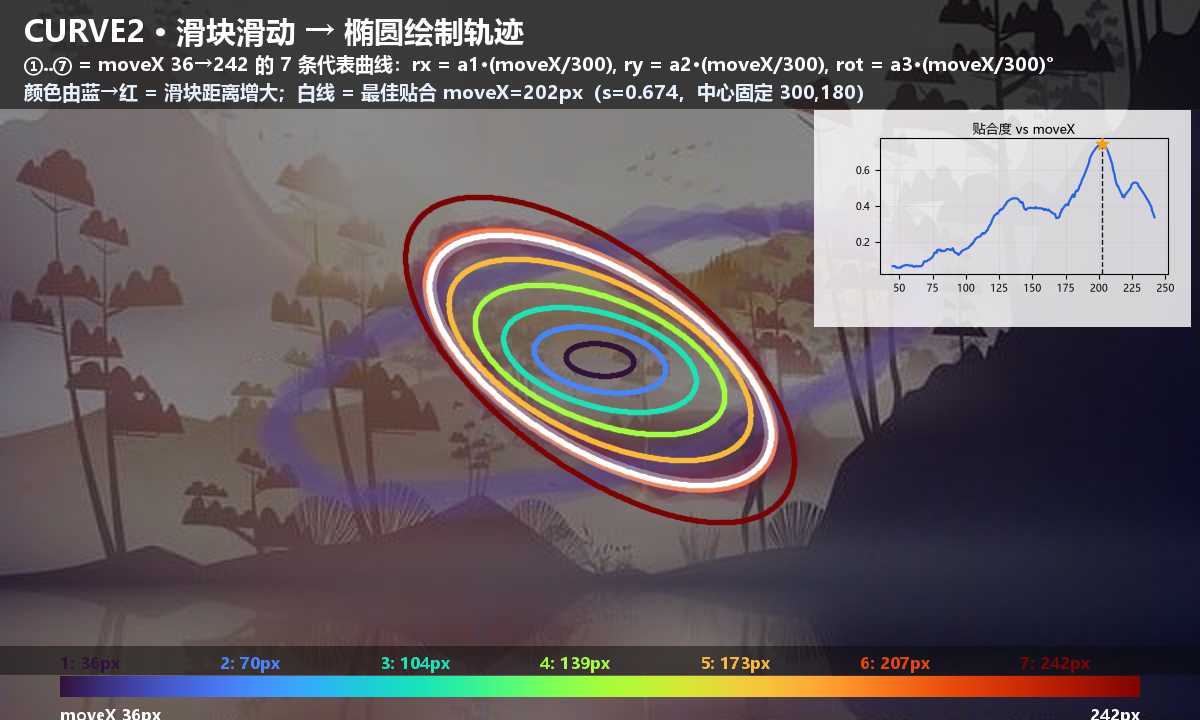 CURVE2 • 滑块滑动 → 椭圆绘制轨迹
①..⑦ = moveX 36→242 的 7 条代表曲线：rx = a1•(moveX/300), ry = a2•(moveX/300), rot = a3•(moveX/300)°
颜色由蓝→红 = 滑块距离增大；白线 = 最佳贴合 moveX=202px（s=0.674，中心固定 300,180）
贴合度 vs moveX
0.6
0.4
0.2
50 75 100 125 150 175 200 225 250
1: 36px 2: 70px 3: 104px 4: 139px 5: 173px 6: 207px 7: 242px
moveX 36px 242px